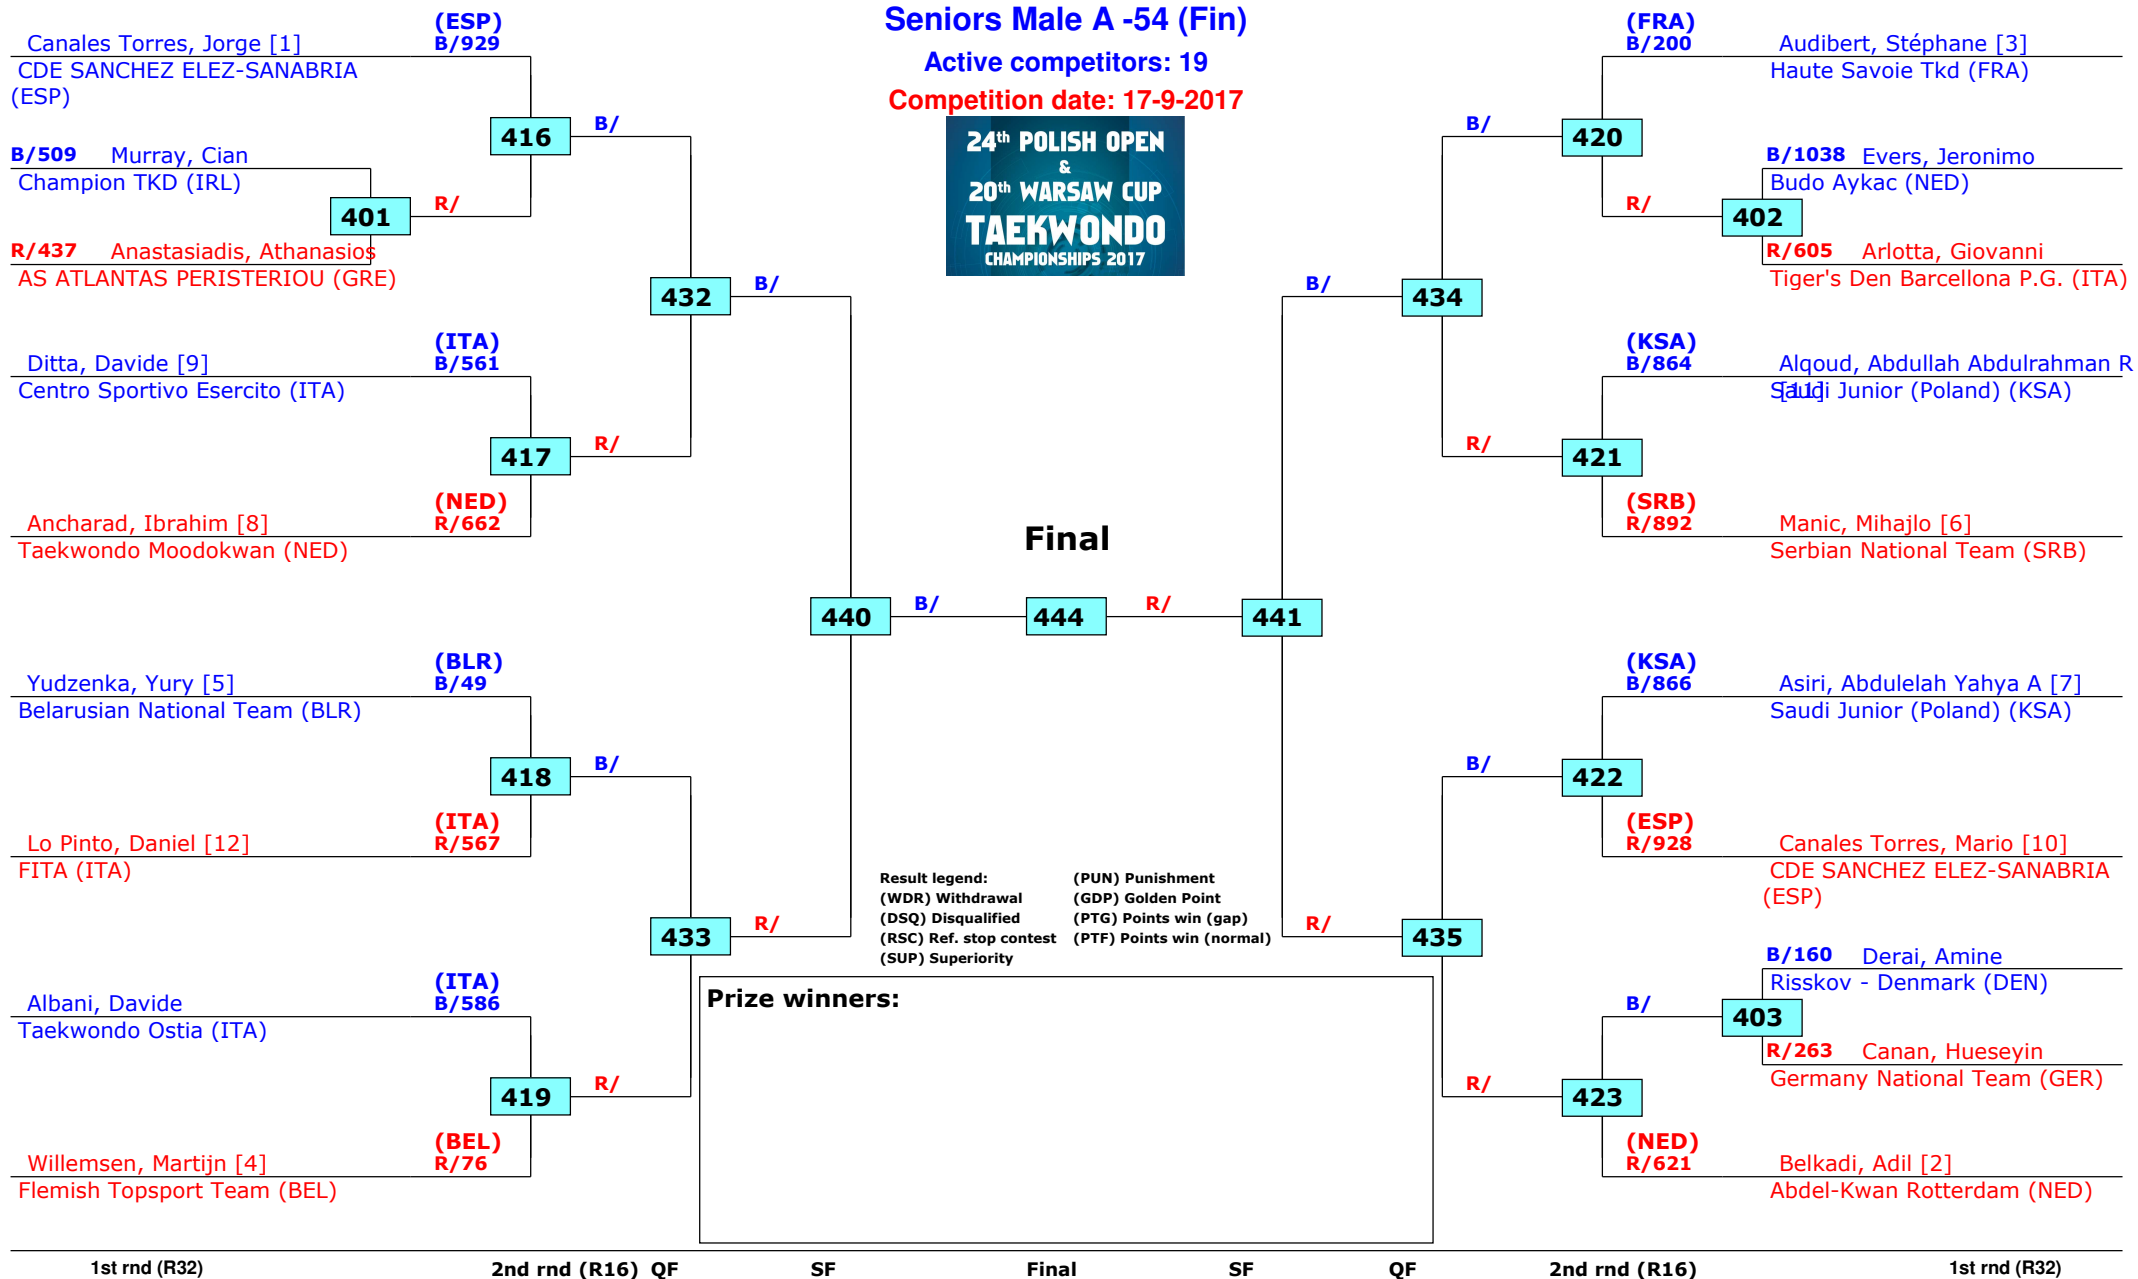 Seniors Male A -54 (Fin)
Active competitors: 19
Competition date: 17-9-2017
24th POLISH OPEN
&
20th WARSAW CUP
TAEKWONDO
CHAMPIONSHIPS 2017
Canales Torres, Jorge [1]
(ESP)
B/929
CDE SANCHEZ ELEZ-SANABRIA
(ESP)
416
B/
B/509 Murray, Cian
Champion TKD (IRL)
401
R/
R/437 Anastasiadis, Athanasios
AS ATLANTAS PERISTERIOU (GRE)
432
B/
Ditta, Davide [9]
(ITA)
B/561
Centro Sportivo Esercito (ITA)
417
R/
Ancharad, Ibrahim [8]
(NED)
R/662
Taekwondo Moodokwan (NED)
440
B/
Yudzenka, Yury [5]
(BLR)
B/49
Belarusian National Team (BLR)
418
B/
Lo Pinto, Daniel [12]
(ITA)
R/567
FITA (ITA)
433
R/
Albani, Davide
(ITA)
B/586
Taekwondo Ostia (ITA)
419
R/
Willemsen, Martijn [4]
(BEL)
R/76
Flemish Topsport Team (BEL)
Final
444
R/
(FRA)
B/200
Audibert, Stéphane [3]
Haute Savoie Tkd (FRA)
B/
420
B/1038 Evers, Jeronimo
Budo Aykac (NED)
R/
402
R/605 Arlotta, Giovanni
Tiger's Den Barcellona P.G. (ITA)
B/
434
(KSA)
B/864
Alqoud, Abdullah Abdulrahman R
[11]
Saudi Junior (Poland) (KSA)
R/
421
(SRB)
R/892
Manic, Mihajlo [6]
Serbian National Team (SRB)
441
(KSA)
B/866
Asiri, Abdulelah Yahya A [7]
Saudi Junior (Poland) (KSA)
B/
422
(ESP)
R/928
Canales Torres, Mario [10]
CDE SANCHEZ ELEZ-SANABRIA
(ESP)
R/
435
B/160 Derai, Amine
Risskov - Denmark (DEN)
B/
403
R/263 Canan, Hueseyin
Germany National Team (GER)
R/
423
(NED)
R/621
Belkadi, Adil [2]
Abdel-Kwan Rotterdam (NED)
Result legend:
(WDR) Withdrawal
(DSQ) Disqualified
(RSC) Ref. stop contest
(SUP) Superiority
(PUN) Punishment
(GDP) Golden Point
(PTG) Points win (gap)
(PTF) Points win (normal)
Prize winners:
1st rnd (R32) 2nd rnd (R16) QF SF Final SF QF 2nd rnd (R16) 1st rnd (R32)